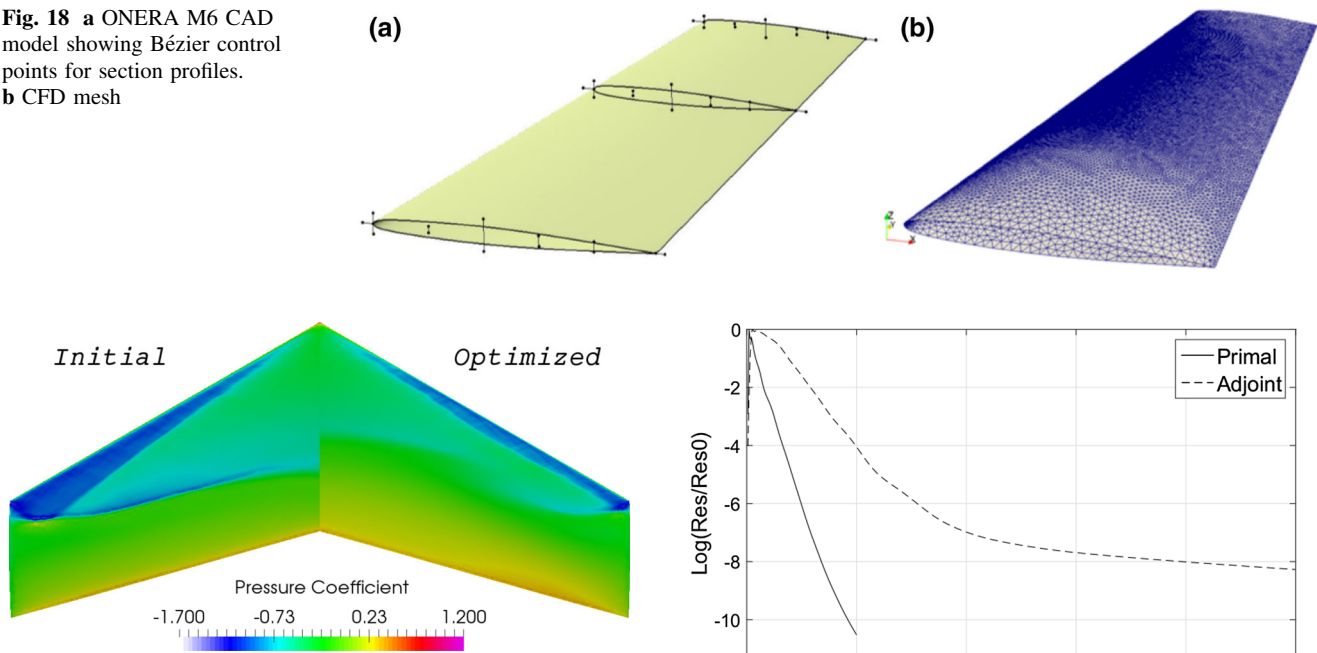 Fig. 18 a ONERA M6 CAD
model showing Bézier control
points for section profiles.
b CFD mesh
(a)
(b)
Z
Y
X
Initial
Optimized
Pressure Coefficient
-1.700 -0.73 0.23 1.200
0
-2
-4
-6
-8
-10
Log(Res/Res0)
Primal
Adjoint